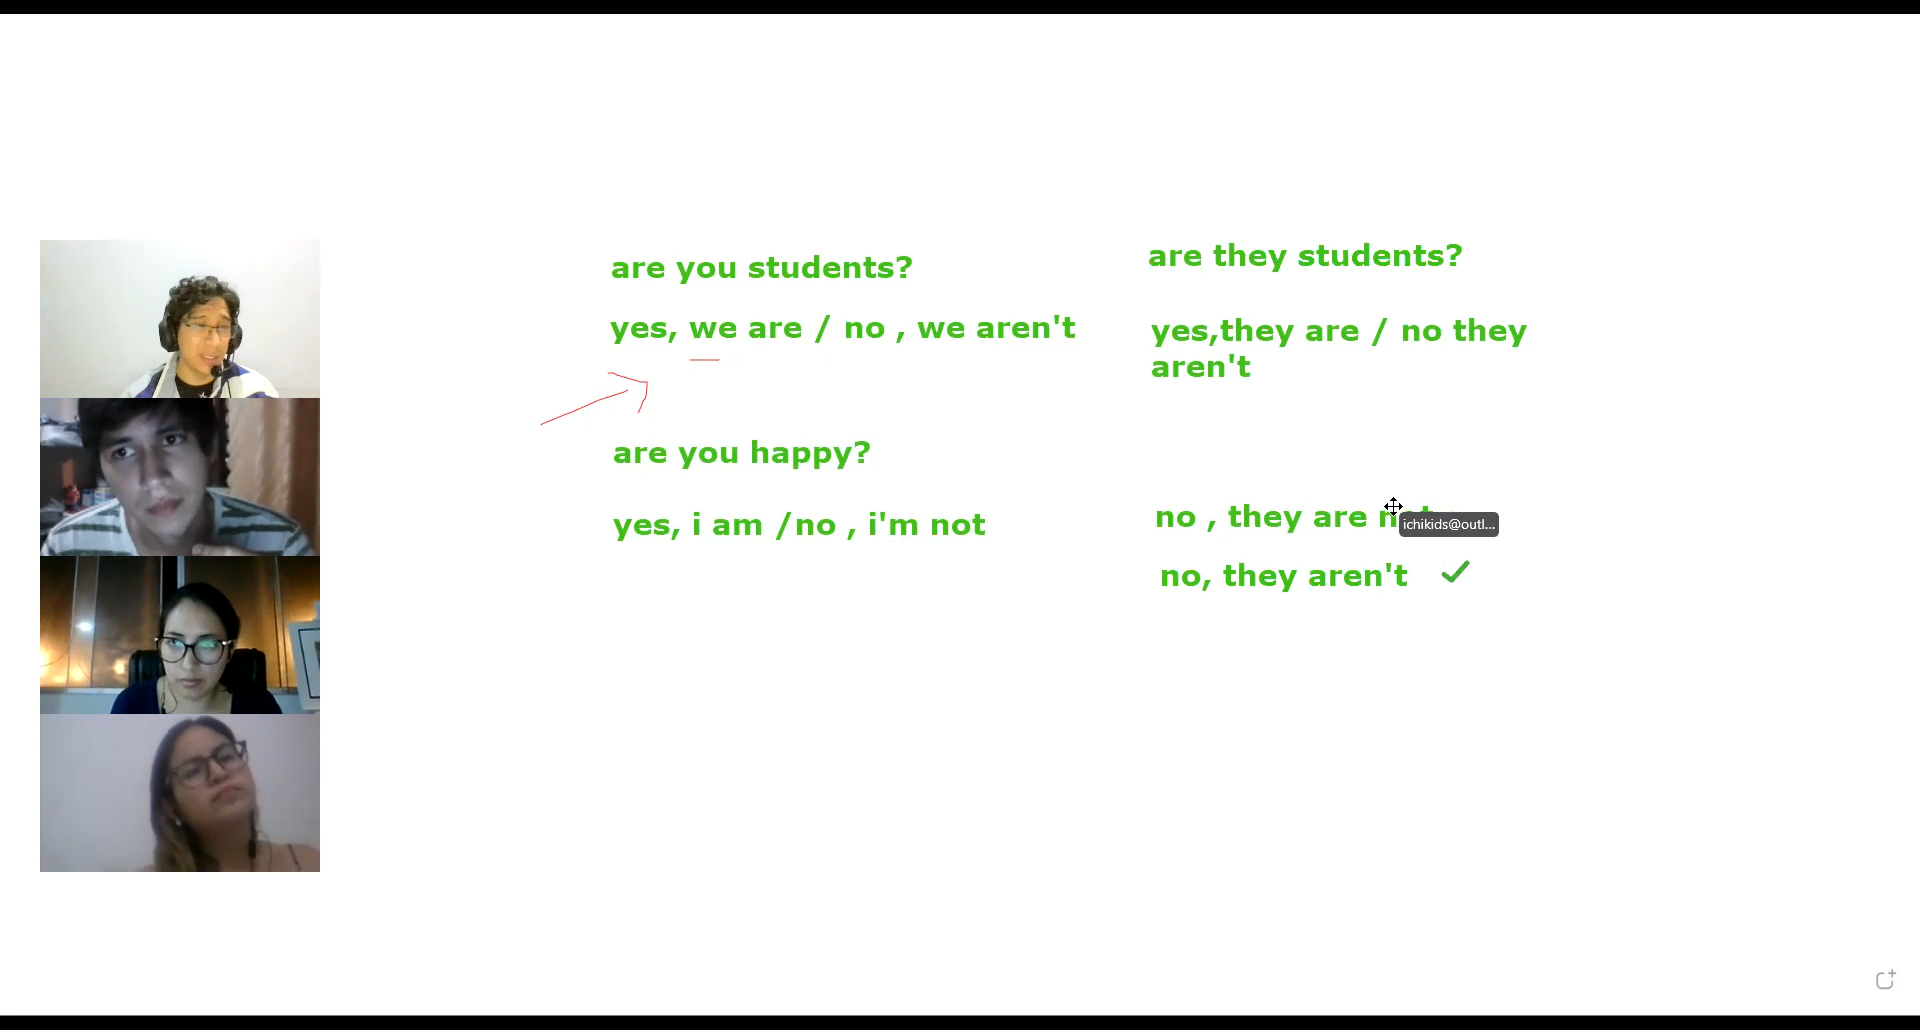 are you students?
yes, we are / no , we aren't
are you happy?
yes, i am /no , i'm not
are they students?
yes,they are / no they
aren't
no , they are not
ichikids@outl...
no, they aren't